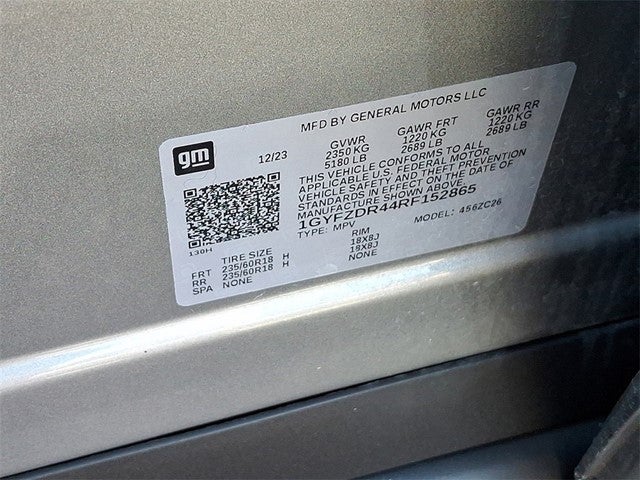 MFD BY GENERAL MOTORS LLC
gm
12/23
GVWR GAWR FRT GAWR RR
2350 KG 1220 KG 1220 KG
5180 LB 2689 LB 2689 LB
THIS VEHICLE CONFORMS TO ALL
APPLICABLE U.S. FEDERAL MOTOR
VEHICLE SAFETY AND THEFT PREVENTION
STANDARDS IN EFFECT ON THE DATE OF
MANUFACTURE SHOWN ABOVE.
1GYFZDR44RF152865
TYPE: MPV MODEL: 456ZC26
130H
TIRE SIZE RIM
FRT 235/60R18 H 18X8J
RR 235/60R18 H 18X8J
SPA NONE NONE